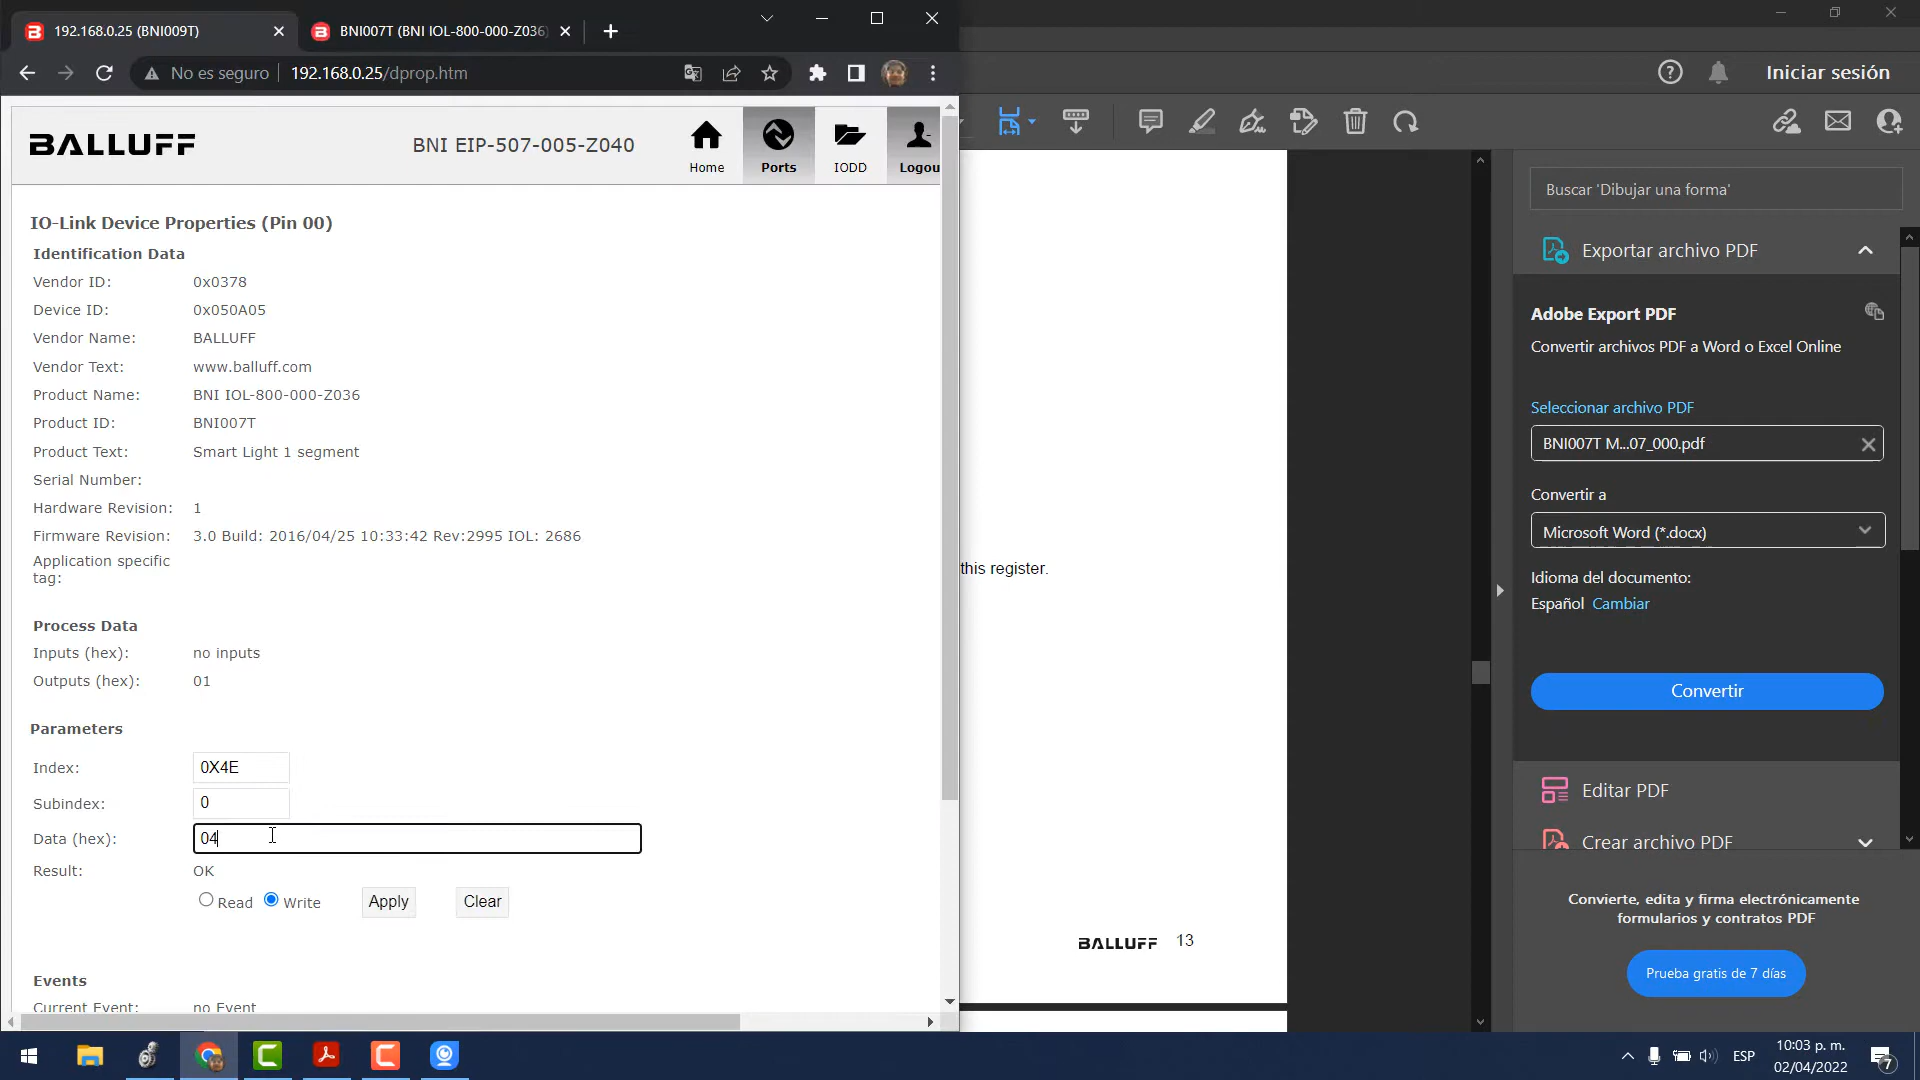 192.168.0.25 (BNI009T)
BNI007T (BNI IOL-800-000-Z036)
No es seguro
192.168.0.25/dprop.htm
BALLUFF
BNI EIP-507-005-Z040
Home
Ports
IODD
Logou
IO-Link Device Properties (Pin 00)
Identification Data
Vendor ID: 0x0378
Device ID: 0x050A05
Vendor Name: BALLUFF
Vendor Text: www.balluff.com
Product Name: BNI IOL-800-000-Z036
Product ID: BNI007T
Product Text: Smart Light 1 segment
Serial Number:
Hardware Revision: 1
Firmware Revision: 3.0 Build: 2016/04/25 10:33:42 Rev:2995 IOL: 2686
Application specific
tag:
Process Data
Inputs (hex): no inputs
Outputs (hex): 01
Parameters
Index: 0X4E
Subindex: 0
Data (hex): 04
Result: OK
Read Write Apply Clear
Events
Current Event: no Event
this register.
BALLUFF 13
Iniciar sesión
Buscar 'Dibujar una forma'
Exportar archivo PDF
Adobe Export PDF
Convertir archivos PDF a Word o Excel Online
Seleccionar archivo PDF
BNI007T M...07_000.pdf
Convertir a
Microsoft Word (*.docx)
Idioma del documento:
Español Cambiar
Convertir
Editar PDF
Crear archivo PDF
Convierte, edita y firma electrónicamente
formularios y contratos PDF
Prueba gratis de 7 días
ESP
10:03 p. m.
02/04/2022
7